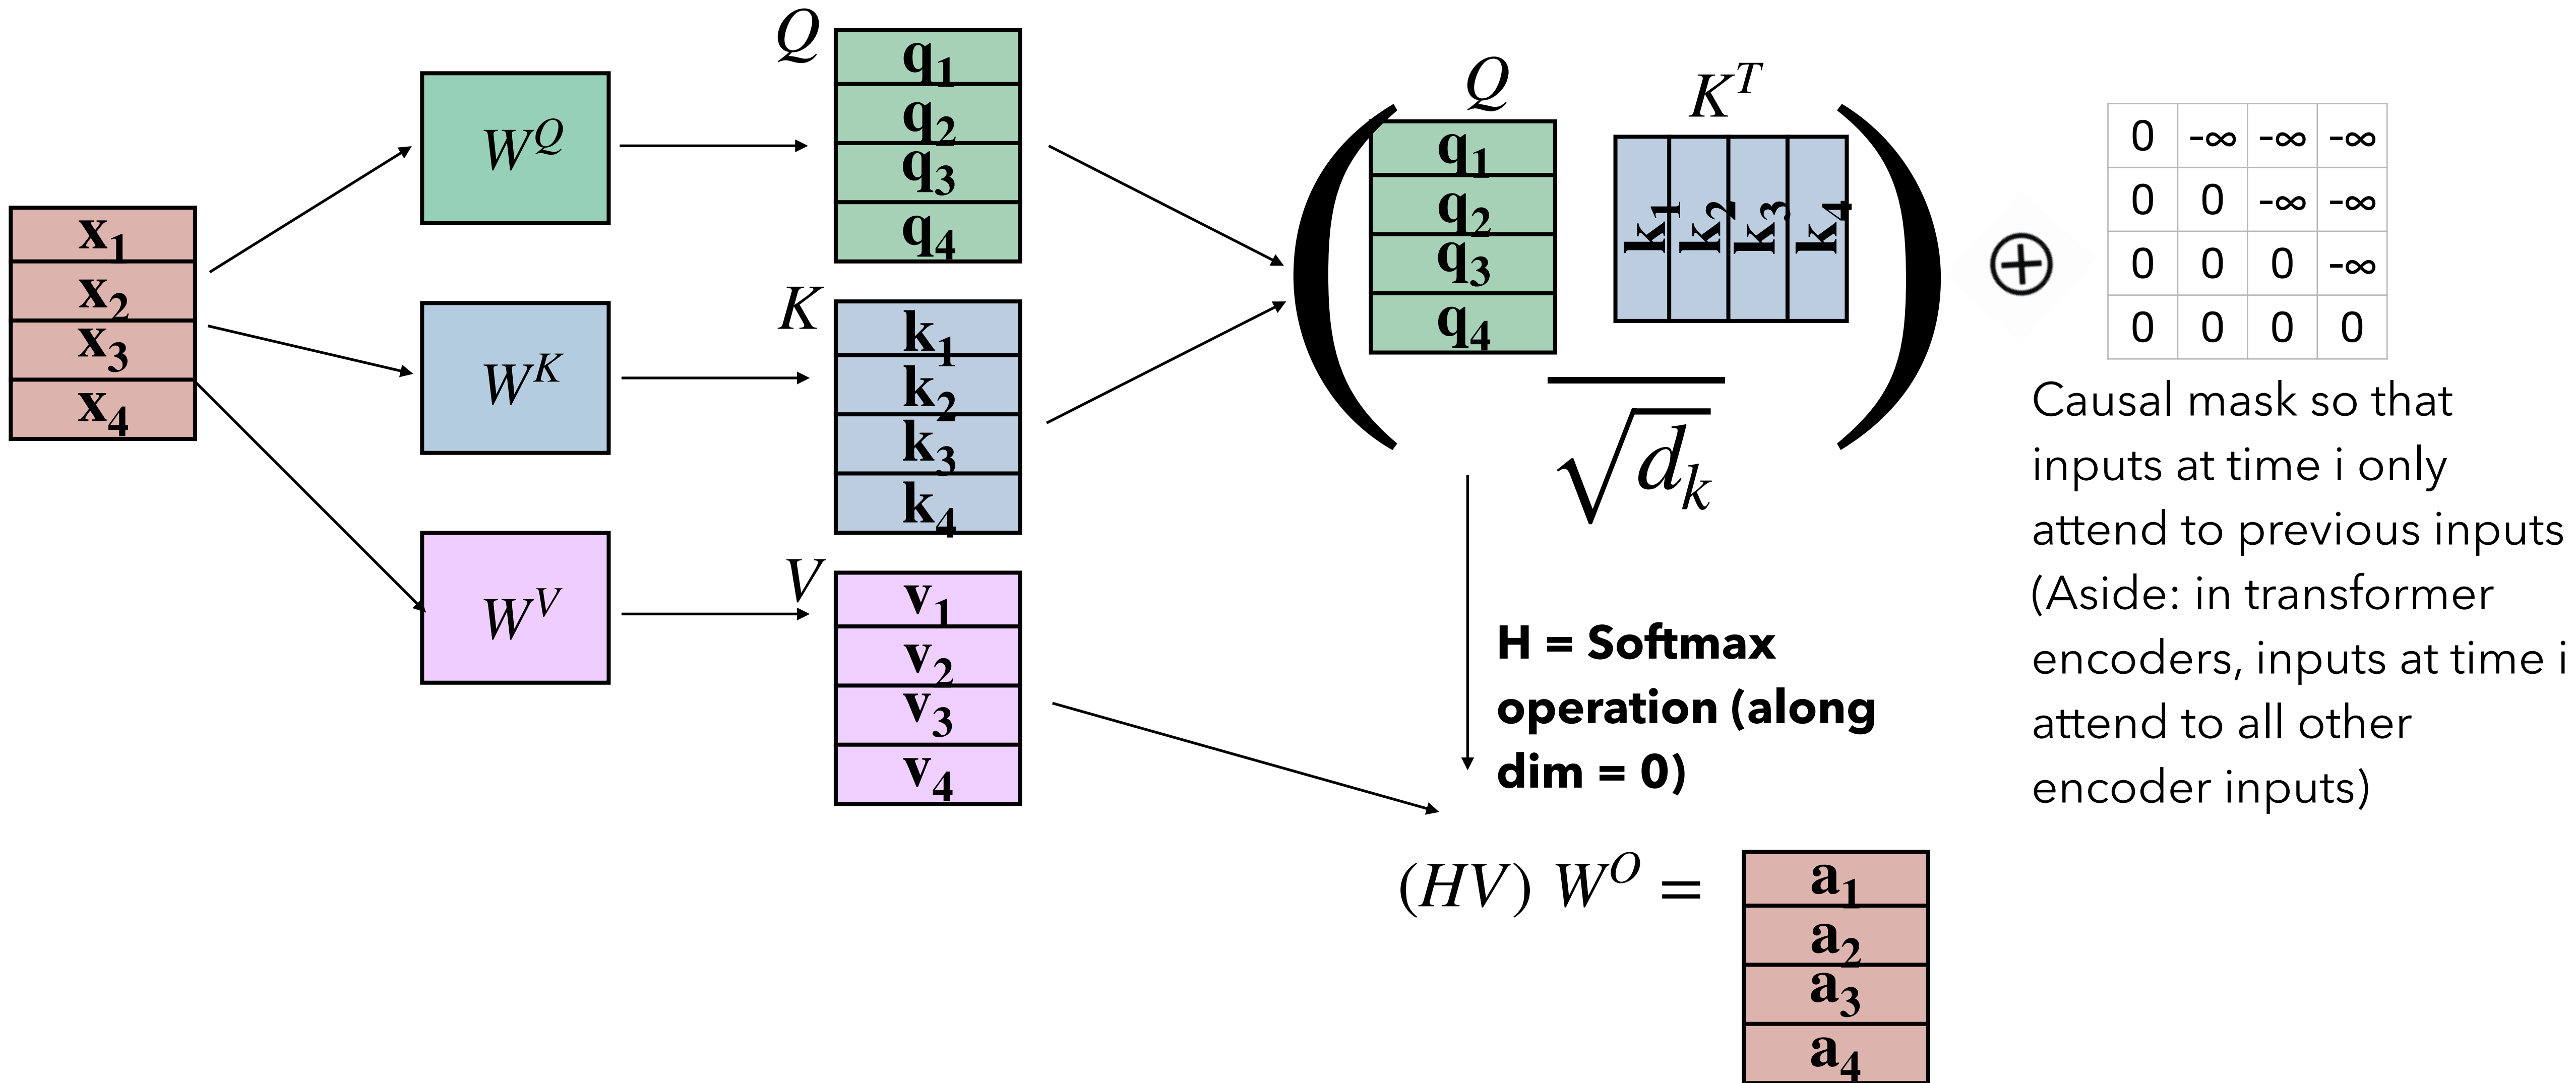 x₁
x₂
x₃
x₄
W^Q
W^K
W^V
Q
q₁
q₂
q₃
q₄
K
k₁
k₂
k₃
k₄
V
v₁
v₂
v₃
v₄
Q
q₁
q₂
q₃
q₄
K^T
k₁ k₂ k₃ k₄
√d_k
⊕
0 -∞ -∞ -∞
0 0 -∞ -∞
0 0 0 -∞
0 0 0 0
Causal mask so that
inputs at time i only
attend to previous inputs
(Aside: in transformer
encoders, inputs at time i
attend to all other
encoder inputs)
H = Softmax
operation (along
dim = 0)
(HV) W^O =
a₁
a₂
a₃
a₄